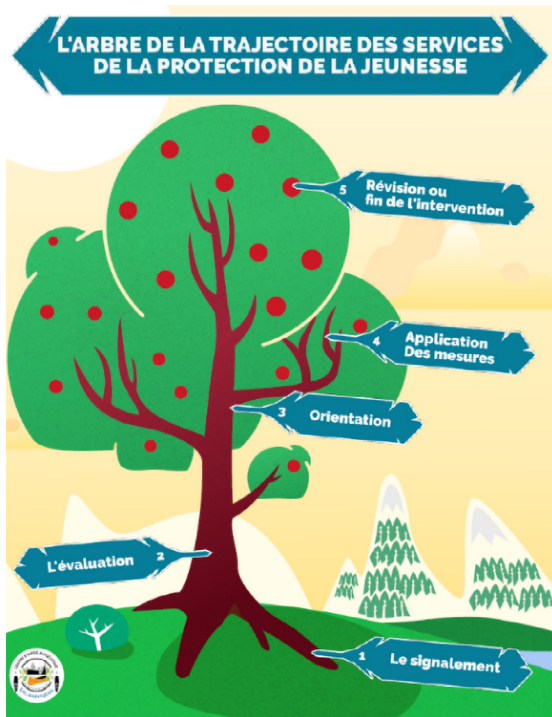 L'ARBRE DE LA TRAJECTOIRE DES SERVICES
DE LA PROTECTION DE LA JEUNESSE
5 Révision ou
fin de l'intervention
4 Application
Des mesures
3 Orientation
L'évaluation 2
1 Le signalement